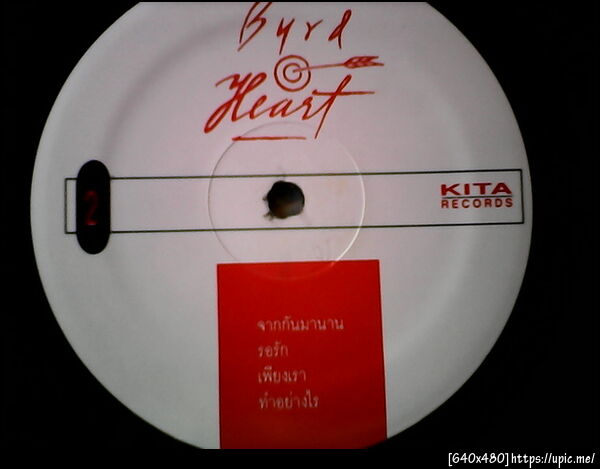 Byrd
Heart
2
KITA
RECORDS
จากกันมานาน
รอรัก
เพียงเรา
ทำอย่างไร
[640x480]https://upic.me/